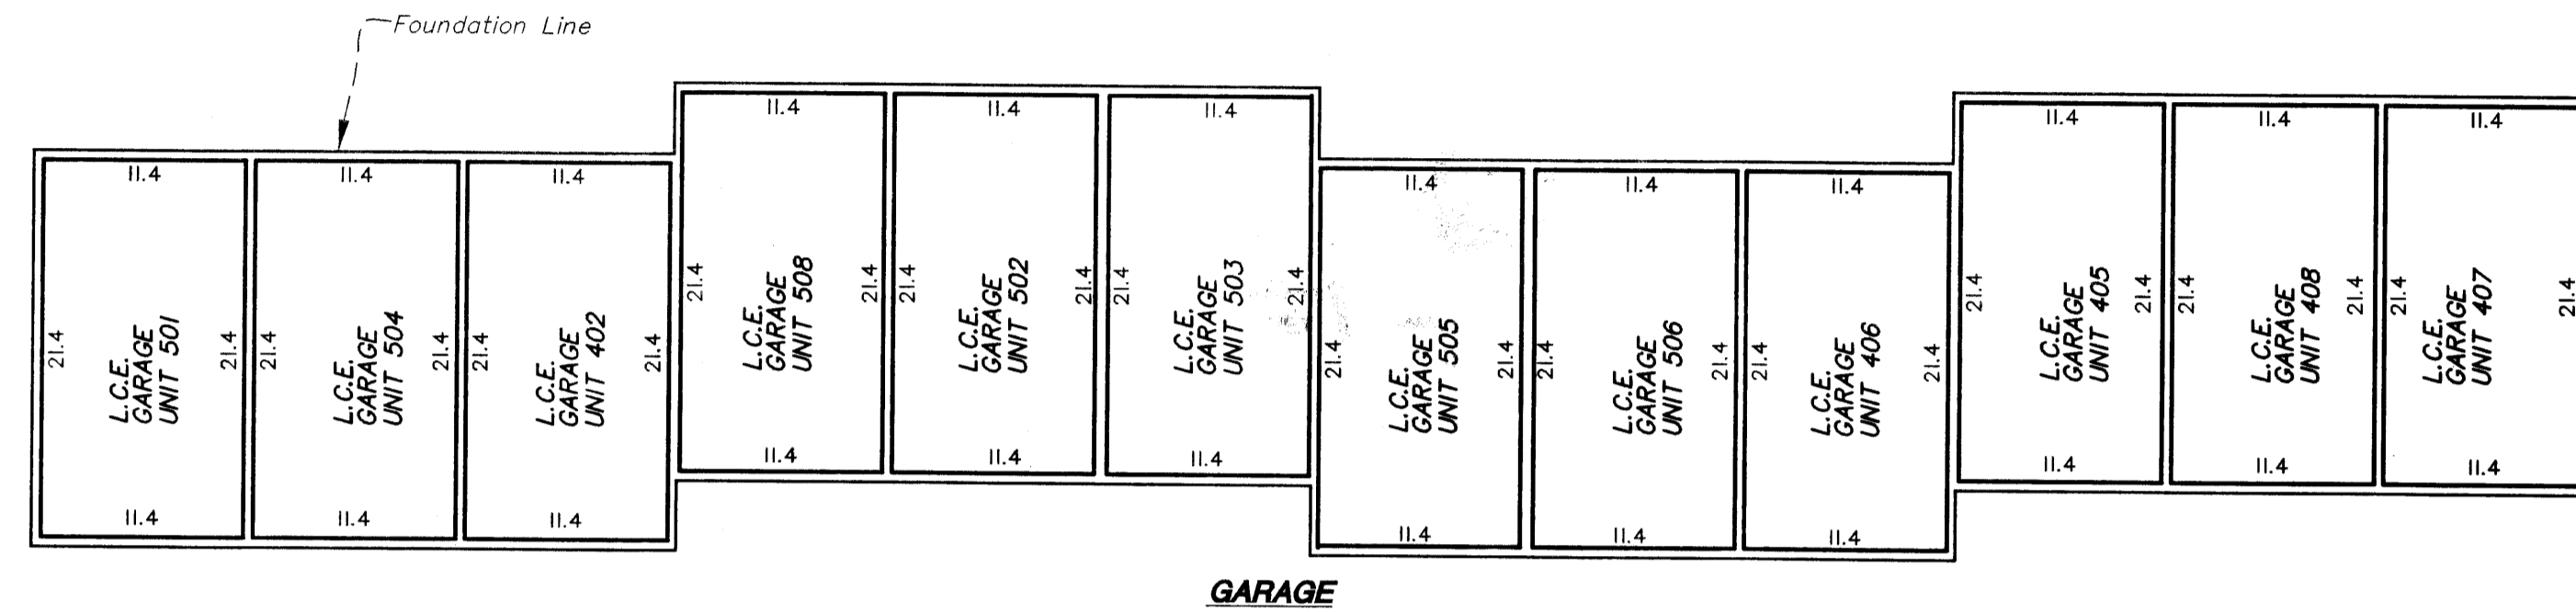 Foundation Line
11.4
21.4
L.C.E.
GARAGE
UNIT 501
21.4
11.4
11.4
21.4
L.C.E.
GARAGE
UNIT 504
21.4
11.4
11.4
21.4
L.C.E.
GARAGE
UNIT 402
21.4
11.4
11.4
21.4
L.C.E.
GARAGE
UNIT 508
21.4
11.4
11.4
21.4
L.C.E.
GARAGE
UNIT 502
21.4
11.4
11.4
21.4
L.C.E.
GARAGE
UNIT 503
21.4
11.4
11.4
21.4
L.C.E.
GARAGE
UNIT 505
21.4
11.4
11.4
21.4
L.C.E.
GARAGE
UNIT 506
21.4
11.4
11.4
21.4
L.C.E.
GARAGE
UNIT 406
21.4
11.4
11.4
21.4
L.C.E.
GARAGE
UNIT 405
21.4
11.4
11.4
21.4
L.C.E.
GARAGE
UNIT 408
21.4
11.4
11.4
21.4
L.C.E.
GARAGE
UNIT 407
21.4
11.4
GARAGE